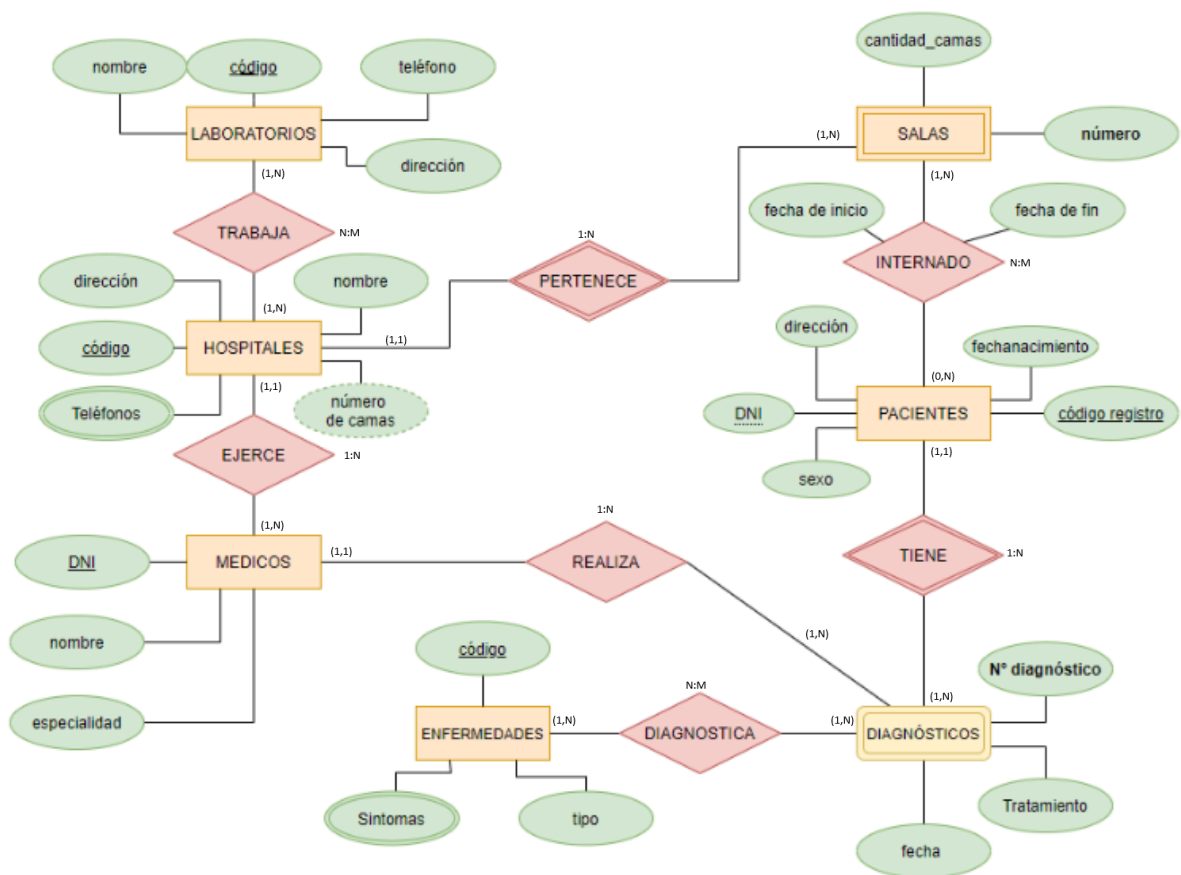 cantidad_camas
nombre
código
teléfono
LABORATORIOS
SALAS
número
dirección
(1,N)
(1,N)
(1,N)
fecha de inicio
fecha de fin
TRABAJA
N:M
1:N
INTERNADO
N:M
dirección
nombre
PERTENECE
(1,N)
código
HOSPITALES
(1,1)
dirección
fechanacimiento
(1,1)
(0,N)
Teléfonos
número
de camas
DNI
PACIENTES
código registro
EJERCE
1:N
(1,1)
sexo
(1,N)
1:N
DNI
MEDICOS
(1,1)
REALIZA
TIENE
1:N
nombre
(1,N)
código
Nº diagnóstico
N:M
(1,N)
especialidad
(1,N)
(1,N)
ENFERMEDADES
DIAGNOSTICA
DIAGNÓSTICOS
Sintomas
tipo
Tratamiento
fecha